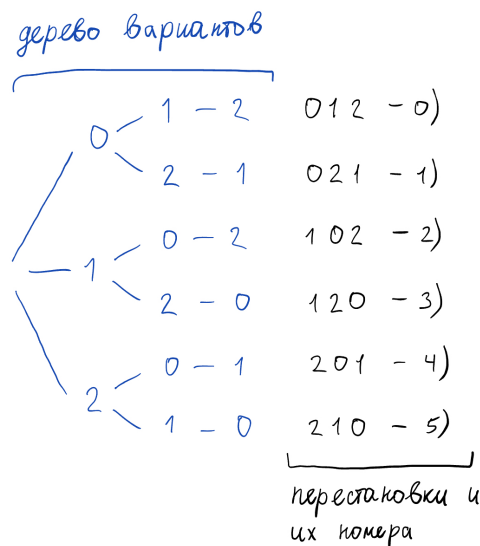 дерево вариантов
0 1 – 2 012 – 0)
2 – 1 021 – 1)
1 0 – 2 102 – 2)
2 – 0 120 – 3)
2 0 – 1 201 – 4)
1 – 0 210 – 5)
перестановки и
их номера